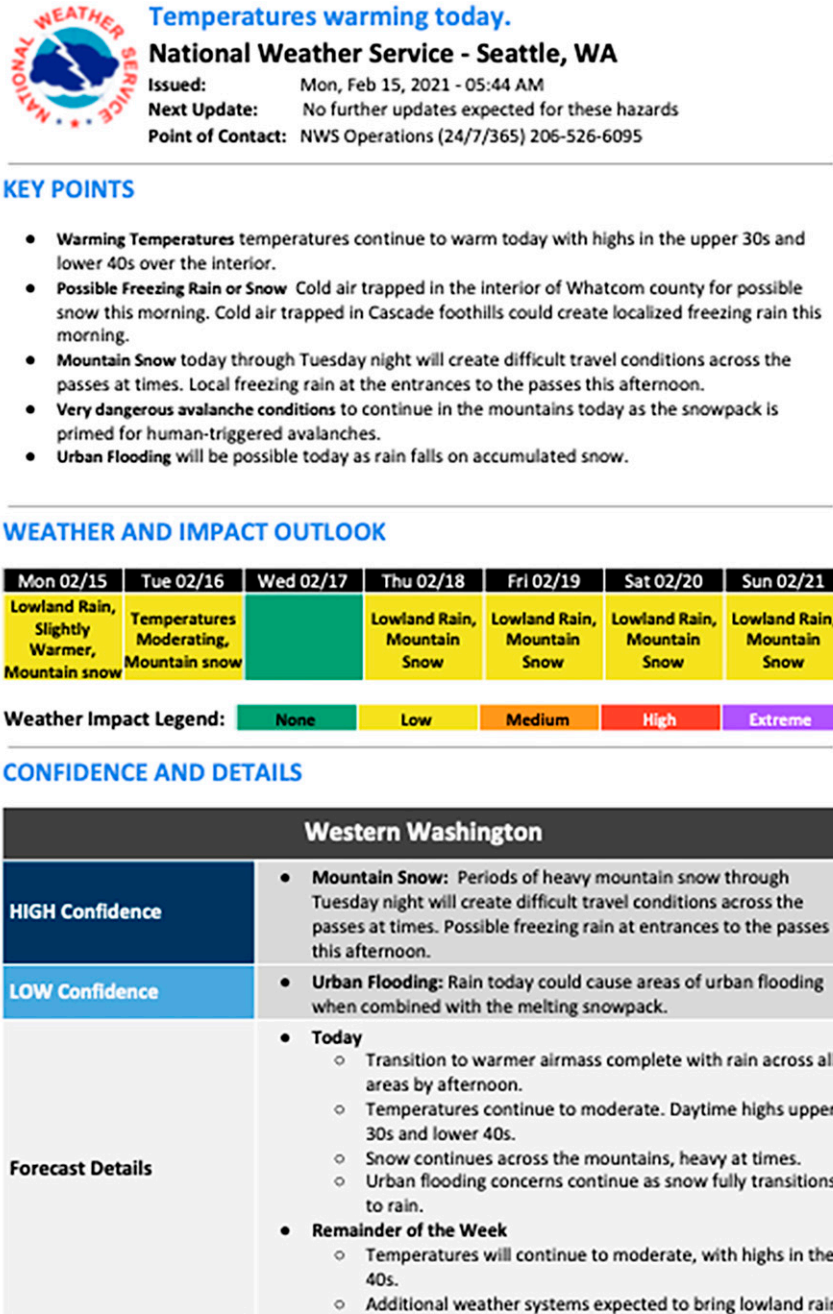 NATIONAL WEATHER SERVICE
Temperatures warming today.
National Weather Service - Seattle, WA
Issued: Mon, Feb 15, 2021 - 05:44 AM
Next Update: No further updates expected for these hazards
Point of Contact: NWS Operations (24/7/365) 206-526-6095
KEY POINTS
● Warming Temperatures temperatures continue to warm today with highs in the upper 30s and
lower 40s over the interior.
● Possible Freezing Rain or Snow Cold air trapped in the interior of Whatcom county for possible
snow this morning. Cold air trapped in Cascade foothills could create localized freezing rain this
morning.
● Mountain Snow today through Tuesday night will create difficult travel conditions across the
passes at times. Local freezing rain at the entrances to the passes this afternoon.
● Very dangerous avalanche conditions to continue in the mountains today as the snowpack is
primed for human-triggered avalanches.
● Urban Flooding will be possible today as rain falls on accumulated snow.
WEATHER AND IMPACT OUTLOOK
Mon 02/15 Tue 02/16 Wed 02/17 Thu 02/18 Fri 02/19 Sat 02/20 Sun 02/21
Lowland Rain,
Slightly
Warmer,
Mountain snow
Temperatures
Moderating,
Mountain snow
Lowland Rain,
Mountain
Snow
Lowland Rain,
Mountain
Snow
Lowland Rain,
Mountain
Snow
Lowland Rain,
Mountain
Snow
Weather Impact Legend: None Low Medium High Extreme
CONFIDENCE AND DETAILS
Western Washington
HIGH Confidence
● Mountain Snow: Periods of heavy mountain snow through
Tuesday night will create difficult travel conditions across the
passes at times. Possible freezing rain at entrances to the passes
this afternoon.
LOW Confidence
● Urban Flooding: Rain today could cause areas of urban flooding
when combined with the melting snowpack.
Forecast Details
● Today
○ Transition to warmer airmass complete with rain across all
areas by afternoon.
○ Temperatures continue to moderate. Daytime highs upper
30s and lower 40s.
○ Snow continues across the mountains, heavy at times.
○ Urban flooding concerns continue as snow fully transitions
to rain.
● Remainder of the Week
○ Temperatures will continue to moderate, with highs in the
40s.
○ Additional weather systems expected to bring lowland rain